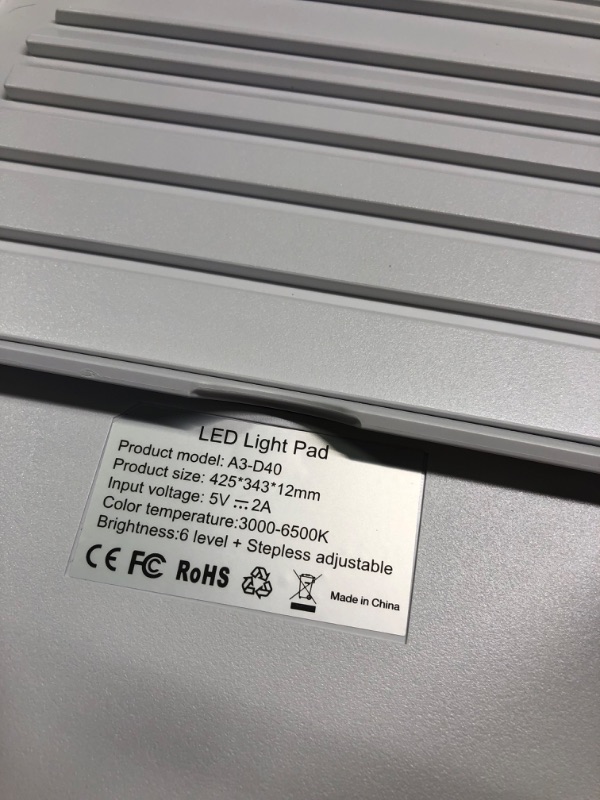 LED Light Pad
Product model: A3-D40
Product size: 425*343*12mm
Input voltage: 5V⎓2A
Color temperature:3000-6500K
Brightness:6 level + Stepless adjustable
CE FC RoHS Made in China